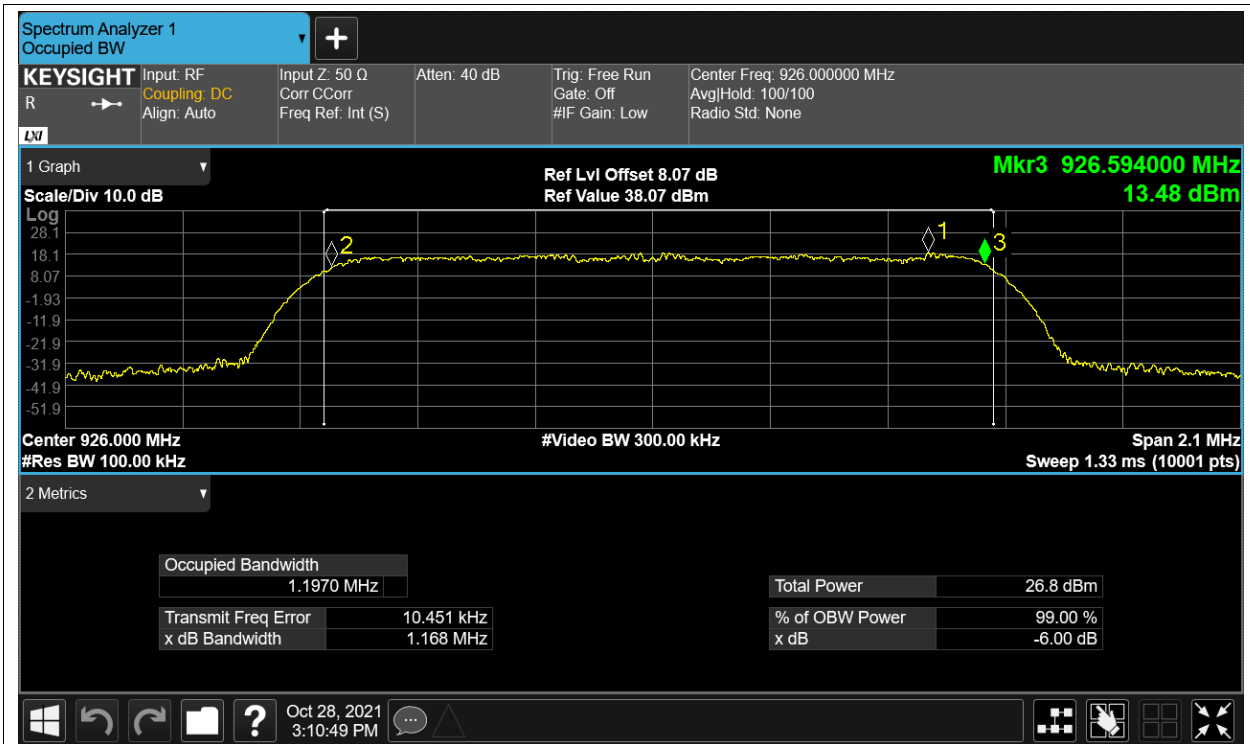 Spectrum Analyzer 1
Occupied BW
KEYSIGHT
R
LXI
Input: RF
Coupling: DC
Align: Auto
Input Z: 50 Ω
Corr CCorr
Freq Ref: Int (S)
Atten: 40 dB
Trig: Free Run
Gate: Off
#IF Gain: Low
Center Freq: 926.000000 MHz
Avg|Hold: 100/100
Radio Std: None
1 Graph
Scale/Div 10.0 dB
Ref Lvl Offset 8.07 dB
Ref Value 38.07 dBm
Mkr3 926.594000 MHz
13.48 dBm
Log
28.1
18.1
8.07
-1.93
-11.9
-21.9
-31.9
-41.9
-51.9
2
1
3
Center 926.000 MHz
#Video BW 300.00 kHz
Span 2.1 MHz
#Res BW 100.00 kHz
Sweep 1.33 ms (10001 pts)
2 Metrics
Occupied Bandwidth
1.1970 MHz
Total Power 26.8 dBm
Transmit Freq Error 10.451 kHz
% of OBW Power 99.00 %
x dB Bandwidth 1.168 MHz
x dB -6.00 dB
?
Oct 28, 2021
3:10:49 PM